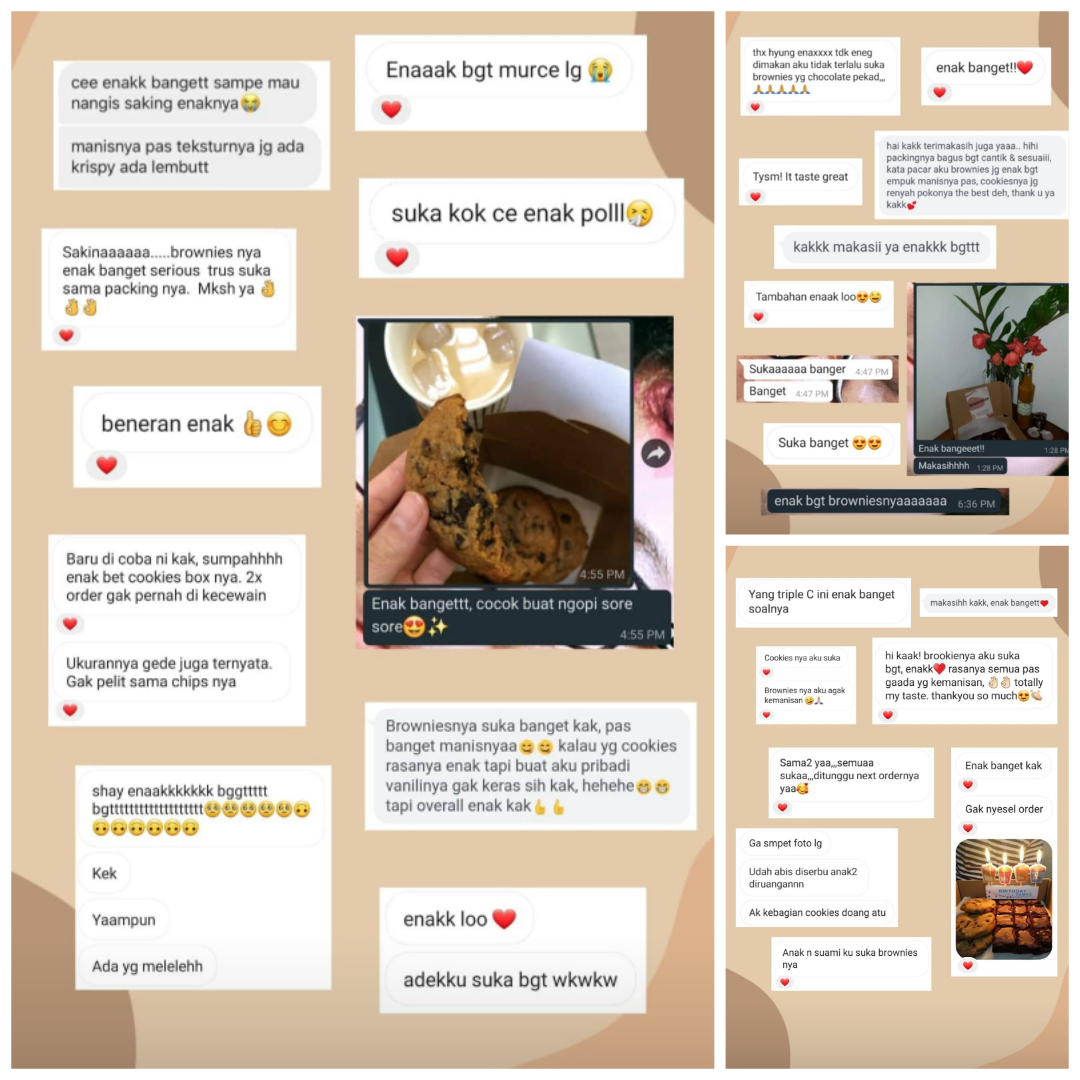 cee enakk bangett sampe mau
nangis saking enaknya😭
manisnya pas teksturnya jg ada
krispy ada lembutt
Sakinaaaaaa.....brownies nya
enak banget serious trus suka
sama packing nya. Mksh ya 👌
👌👌
beneran enak 👍😊
Baru di coba ni kak, sumpahhhh
enak bet cookies box nya. 2x
order gak pernah di kecewain
Ukurannya gede juga ternyata.
Gak pelit sama chips nya
shay enaakkkkkkk bggttttt
bgttttttttttttttttttt🥺🥺🥺🥺🥺🙃
🙃🙃🙃🙃🙃🙃
Kek
Yaampun
Ada yg melelehh
Enaaak bgt murce lg 😭
suka kok ce enak polll🤧
4:55 PM
Enak bangettt, cocok buat ngopi sore
sore😍✨
4:55 PM
Browniesnya suka banget kak, pas
banget manisnyaa😄😄 kalau yg cookies
rasanya enak tapi buat aku pribadi
vanilinya gak keras sih kak, hehehe😁😁
tapi overall enak kak👍👍
enakk loo❤️
adekku suka bgt wkwkw
thx hyung enaxxxx tdk eneg
dimakan aku tidak terlalu suka
brownies yg chocolate pekad,,,
🙏🙏🙏🙏🙏
enak banget!!❤️
Tysm! It taste great
hai kakk terimakasih juga yaaa.. hihi
packingnya bagus bgt cantik & sesuaiii,
kata pacar aku brownies jg enak bgt
empuk manisnya pas, cookiesnya jg
renyah pokonya the best deh, thank u ya
kakk💕
kakkk makasii ya enakkk bgttt
Tambahan enaak loo😍🤤
Sukaaaaaa banger 4:47 PM
Banget 4:47 PM
Suka banget 😍😍
Enak bangeeet!! 1:28 PM
Makasihhhh 1:28 PM
enak bgt browniesnyaaaaaaa 6:36 PM
Yang triple C ini enak banget
soalnya
makasihh kakk, enak bangett❤️
Cookies nya aku suka
Brownies nya aku agak
kemanisan 🤣🙏🏻
hi kaak! brookienya aku suka
bgt, enakk❤️ rasanya semua pas
gaada yg kemanisan, 👌🏻👌🏻 totally
my taste. thankyou so much😍👏🏻
Sama2 yaa,,,semuaa
sukaa,,,ditunggu next ordernya
yaa🥰
Enak banget kak
Gak nyesel order
BIRTHDAY
Ga smpet foto lg
Udah abis diserbu anak2
diruangannn
Ak kebagian cookies doang atu
Anak n suami ku suka brownies
nya